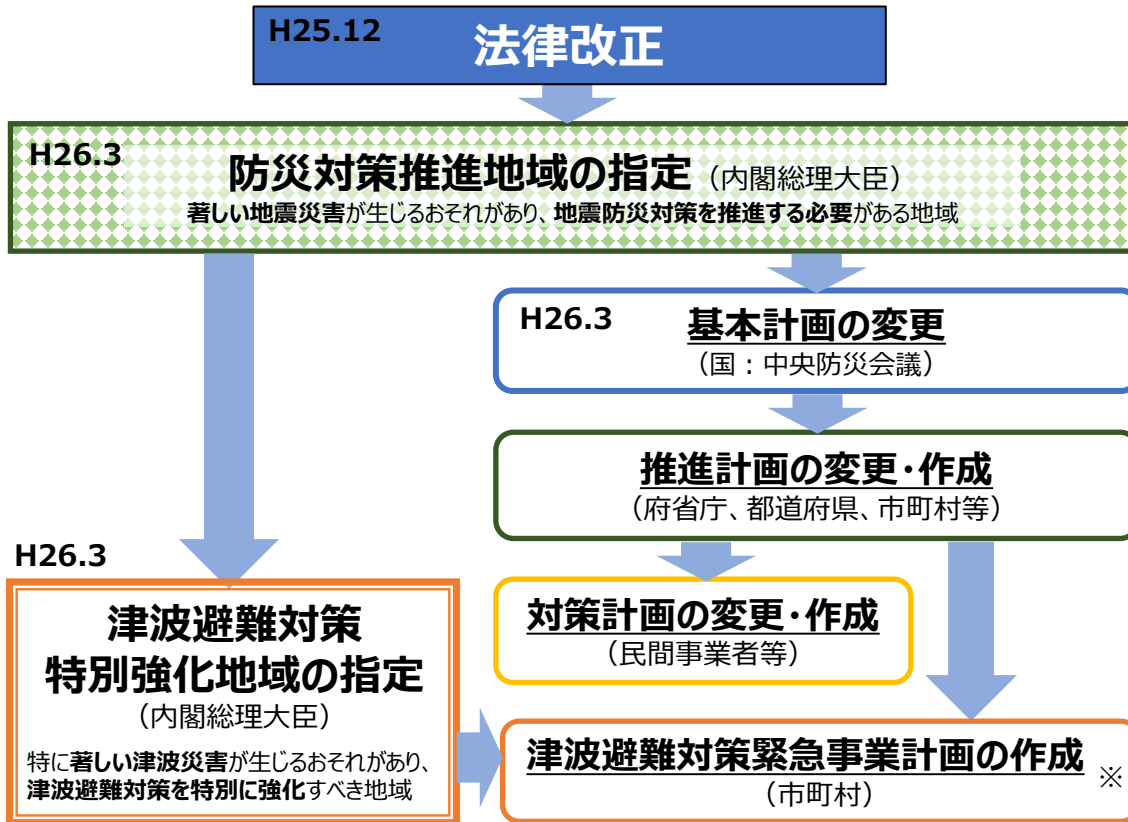 H25.12
法律改正
H26.3
防災対策推進地域の指定（内閣総理大臣）
著しい地震災害が生じるおそれがあり、地震防災対策を推進する必要がある地域
H26.3
基本計画の変更
（国：中央防災会議）
推進計画の変更・作成
（府省庁、都道府県、市町村等）
対策計画の変更・作成
（民間事業者等）
H26.3
津波避難対策
特別強化地域の指定
（内閣総理大臣）
特に著しい津波災害が生じるおそれがあり、
津波避難対策を特別に強化すべき地域
津波避難対策緊急事業計画の作成 ※
（市町村）